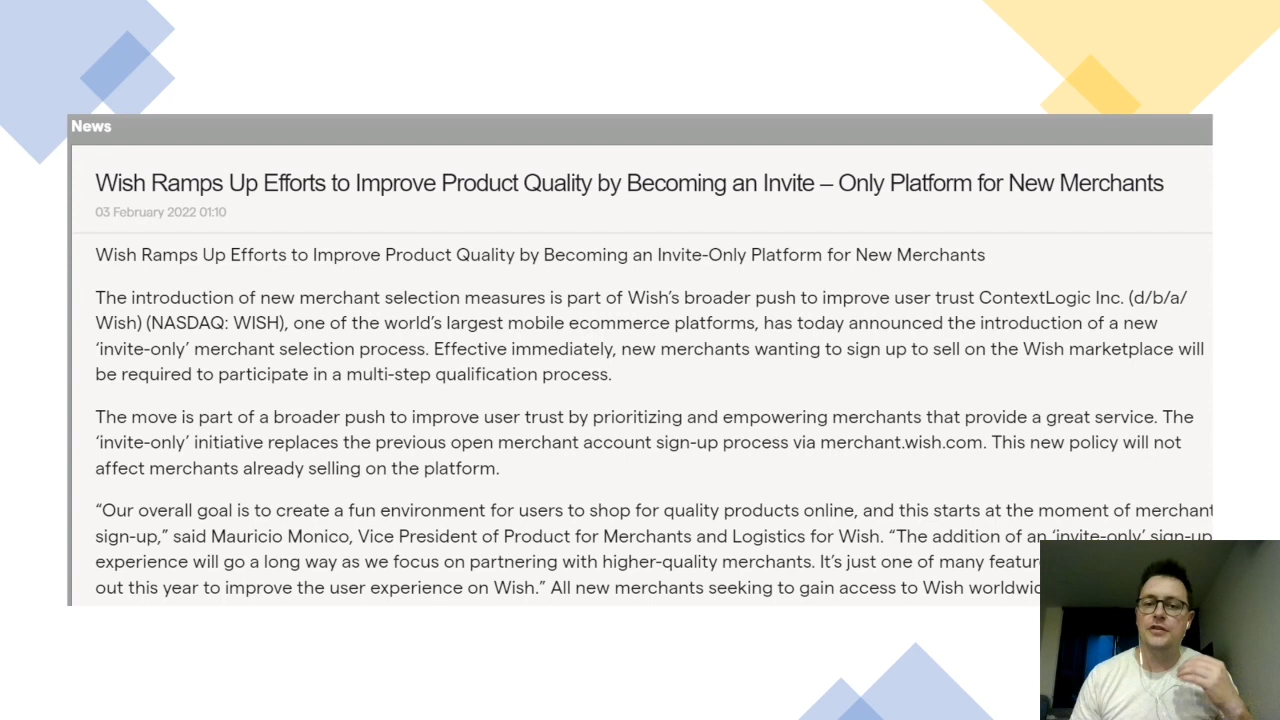 News
Wish Ramps Up Efforts to Improve Product Quality by Becoming an Invite – Only Platform for New Merchants
03 February 2022 01:10
Wish Ramps Up Efforts to Improve Product Quality by Becoming an Invite-Only Platform for New Merchants
The introduction of new merchant selection measures is part of Wish’s broader push to improve user trust ContextLogic Inc. (d/b/a/
Wish) (NASDAQ: WISH), one of the world’s largest mobile ecommerce platforms, has today announced the introduction of a new
‘invite-only’ merchant selection process. Effective immediately, new merchants wanting to sign up to sell on the Wish marketplace will
be required to participate in a multi-step qualification process.
The move is part of a broader push to improve user trust by prioritizing and empowering merchants that provide a great service. The
‘invite-only’ initiative replaces the previous open merchant account sign-up process via merchant.wish.com. This new policy will not
affect merchants already selling on the platform.
“Our overall goal is to create a fun environment for users to shop for quality products online, and this starts at the moment of merchant
sign-up,” said Mauricio Monico, Vice President of Product for Merchants and Logistics for Wish. “The addition of an ‘invite-only’ sign-up
experience will go a long way as we focus on partnering with higher-quality merchants. It’s just one of many
out this year to improve the user experience on Wish.” All new merchants seeking to gain access to Wish